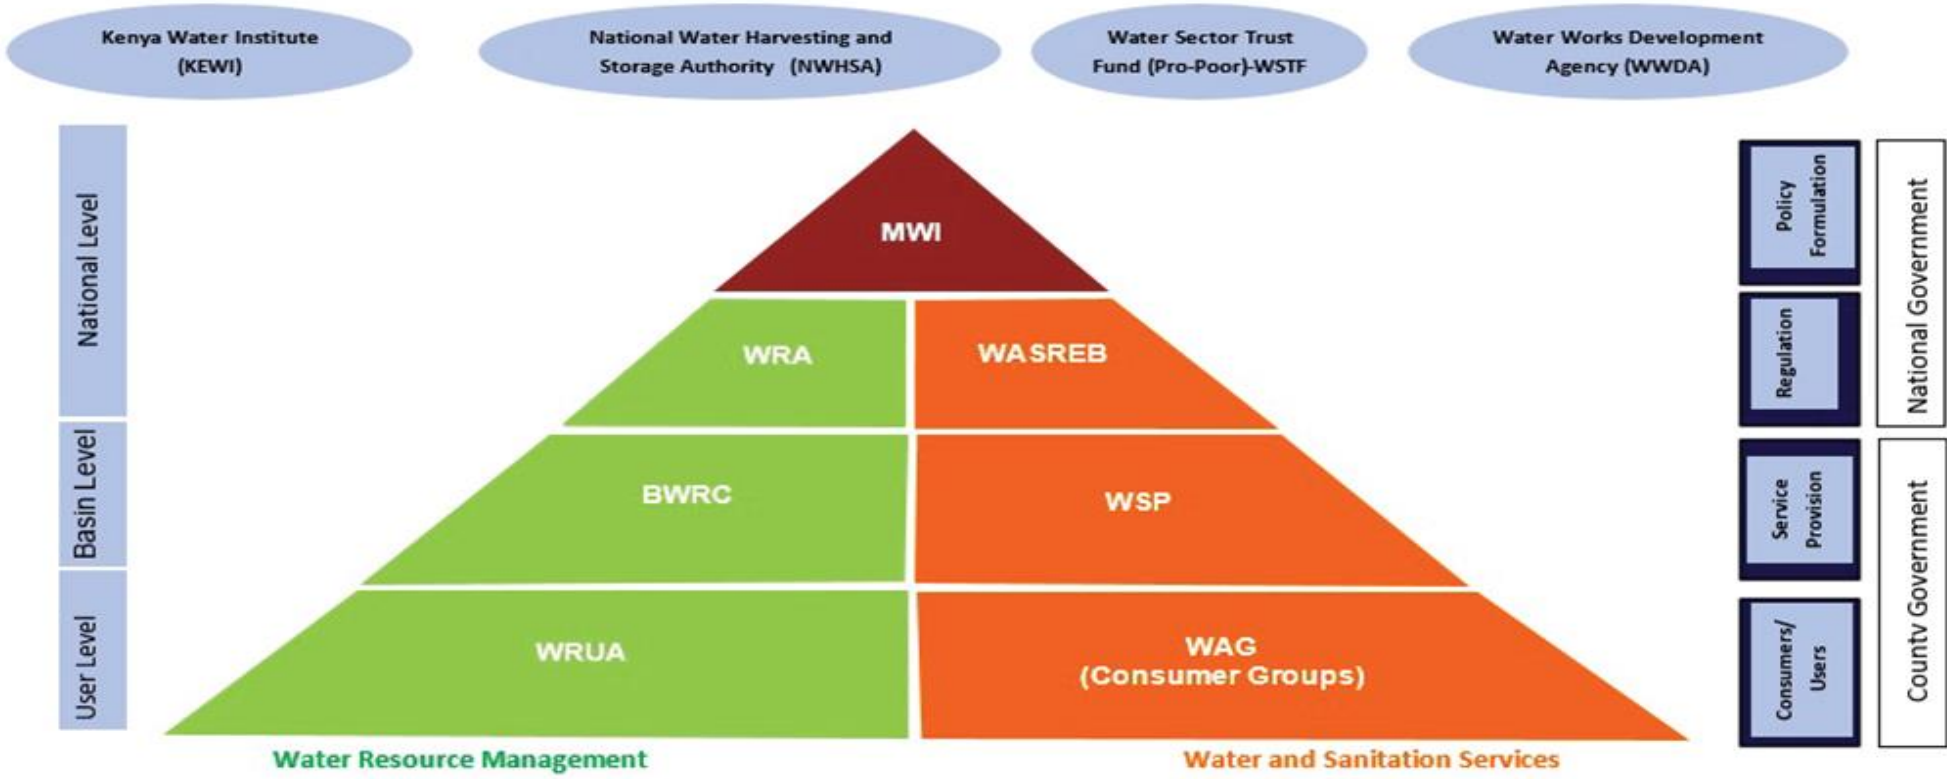 Kenya Water Institute
(KEWI)
National Water Harvesting and
Storage Authority (NWHSA)
Water Sector Trust
Fund (Pro-Poor)-WSTF
Water Works Development
Agency (WWDA)
National Level
Basin Level
User Level
MWI
WRA
WASREB
BWRC
WSP
WRUA
WAG
(Consumer Groups)
Policy
Formulation
Regulation
Service
Provision
Consumers/
Users
National Government
County Government
Water Resource Management
Water and Sanitation Services